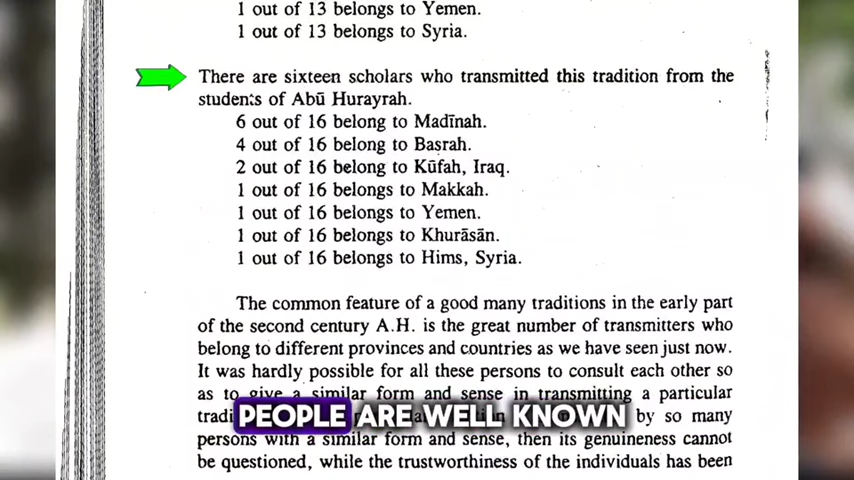 1 out of 13 belongs to Yemen.
1 out of 13 belongs to Syria.
There are sixteen scholars who transmitted this tradition from the
students of Abū Hurayrah.
6 out of 16 belong to Madīnah.
4 out of 16 belong to Baṣrah.
2 out of 16 belong to Kūfah, Iraq.
1 out of 16 belongs to Makkah.
1 out of 16 belongs to Yemen.
1 out of 16 belongs to Khurāsān.
1 out of 16 belongs to Hims, Syria.
The common feature of a good many traditions in the early part
of the second century A.H. is the great number of transmitters who
belong to different provinces and countries as we have seen just now.
It was hardly possible for all these persons to consult each other so
as to give a similar form and sense in transmitting a particular
by so many
PEOPLE ARE WELL KNOWN
persons with a similar form and sense, then its genuineness cannot
be questioned, while the trustworthiness of the individuals has been